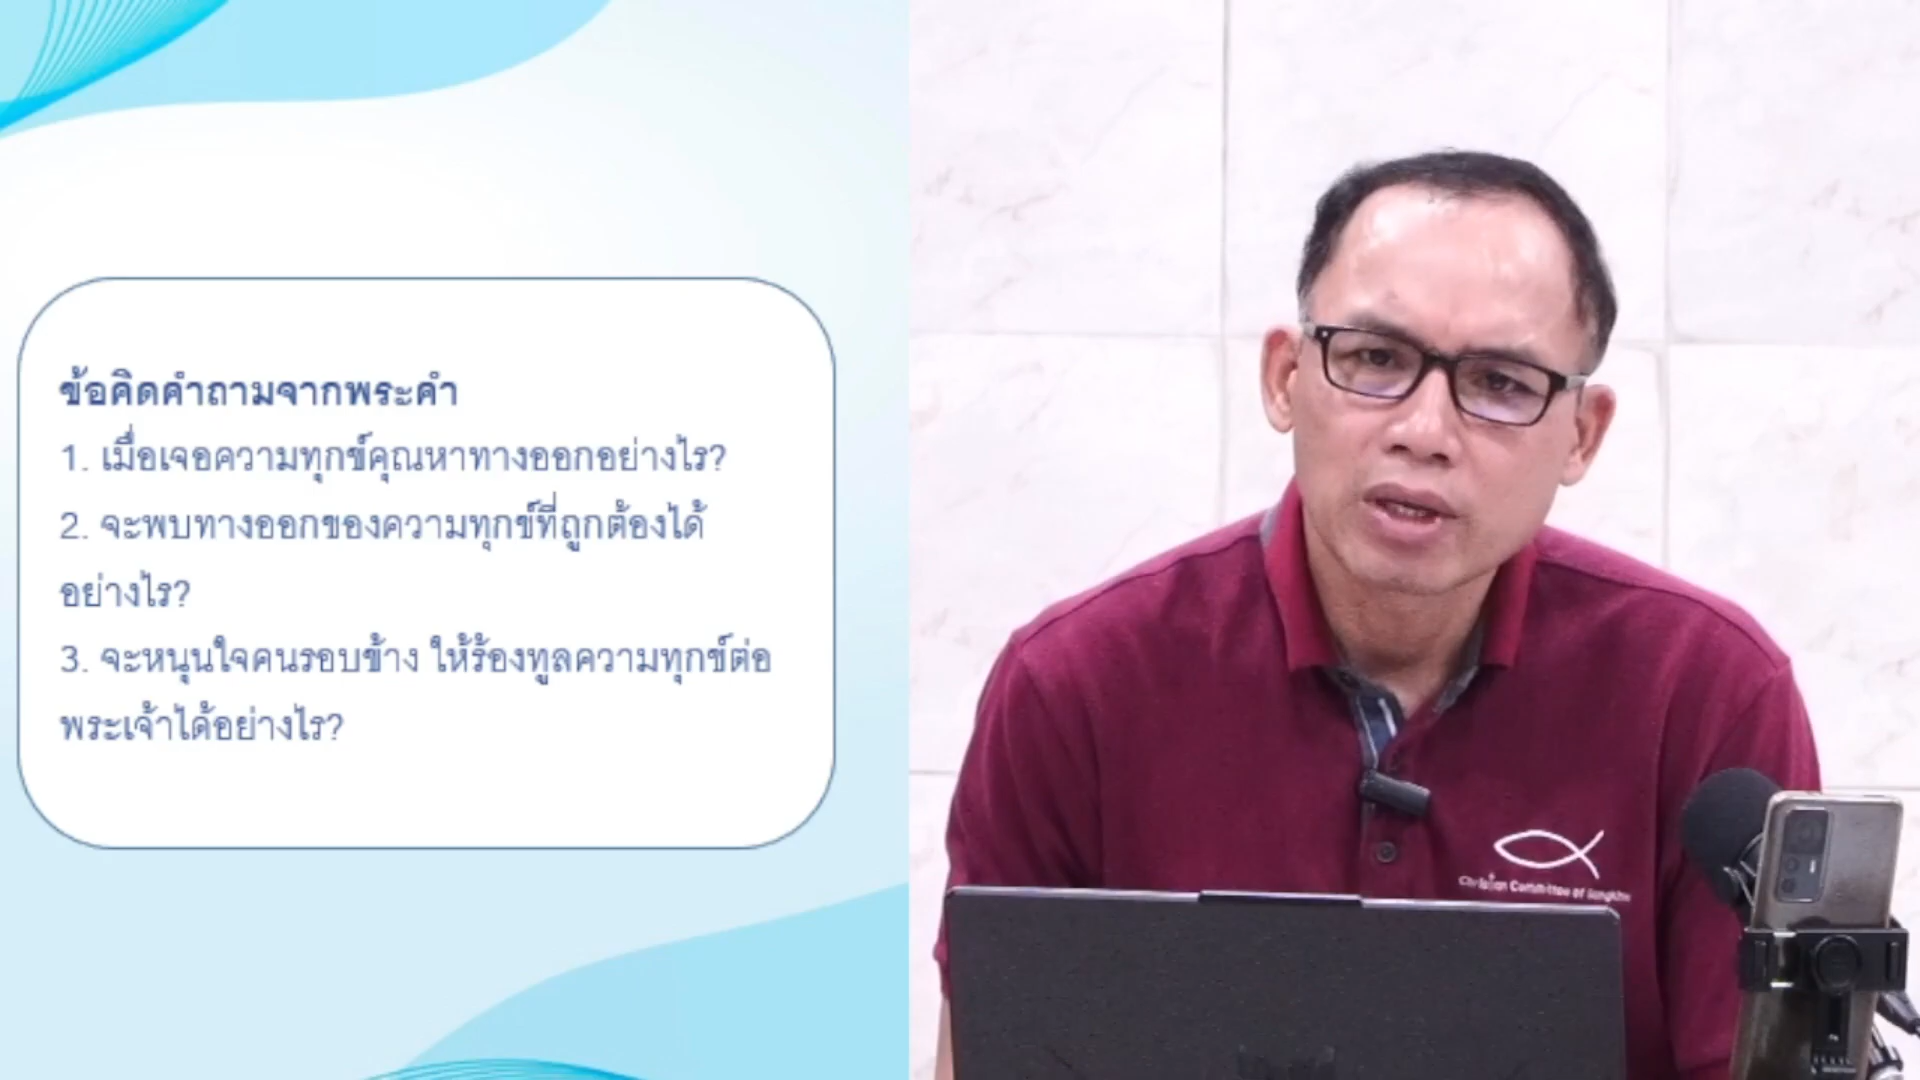 ข้อคิดคำถามจากพระคำ
1. เมื่อเจอความทุกข์คุณหาทางออกอย่างไร?
2. จะพบทางออกของความทุกข์ที่ถูกต้องได้
อย่างไร?
3. จะหนุนใจคนรอบข้าง ให้ร้องทูลความทุกข์ต่อ
พระเจ้าได้อย่างไร?
Christian Committee of